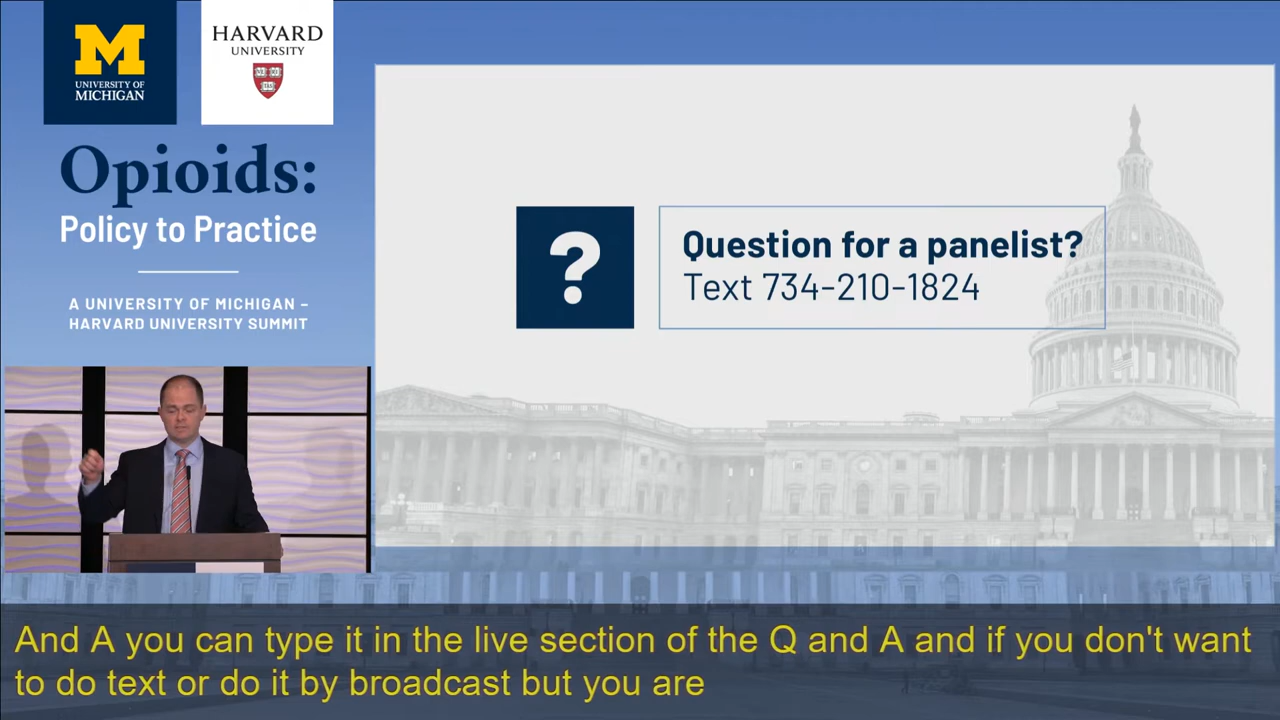 M
UNIVERSITY OF
MICHIGAN
HARVARD
UNIVERSITY
Opioids:
Policy to Practice
A UNIVERSITY OF MICHIGAN –
HARVARD UNIVERSITY SUMMIT
?
Question for a panelist?
Text 734-210-1824
And A you can type it in the live section of the Q and A and if you don't want
to do text or do it by broadcast but you are